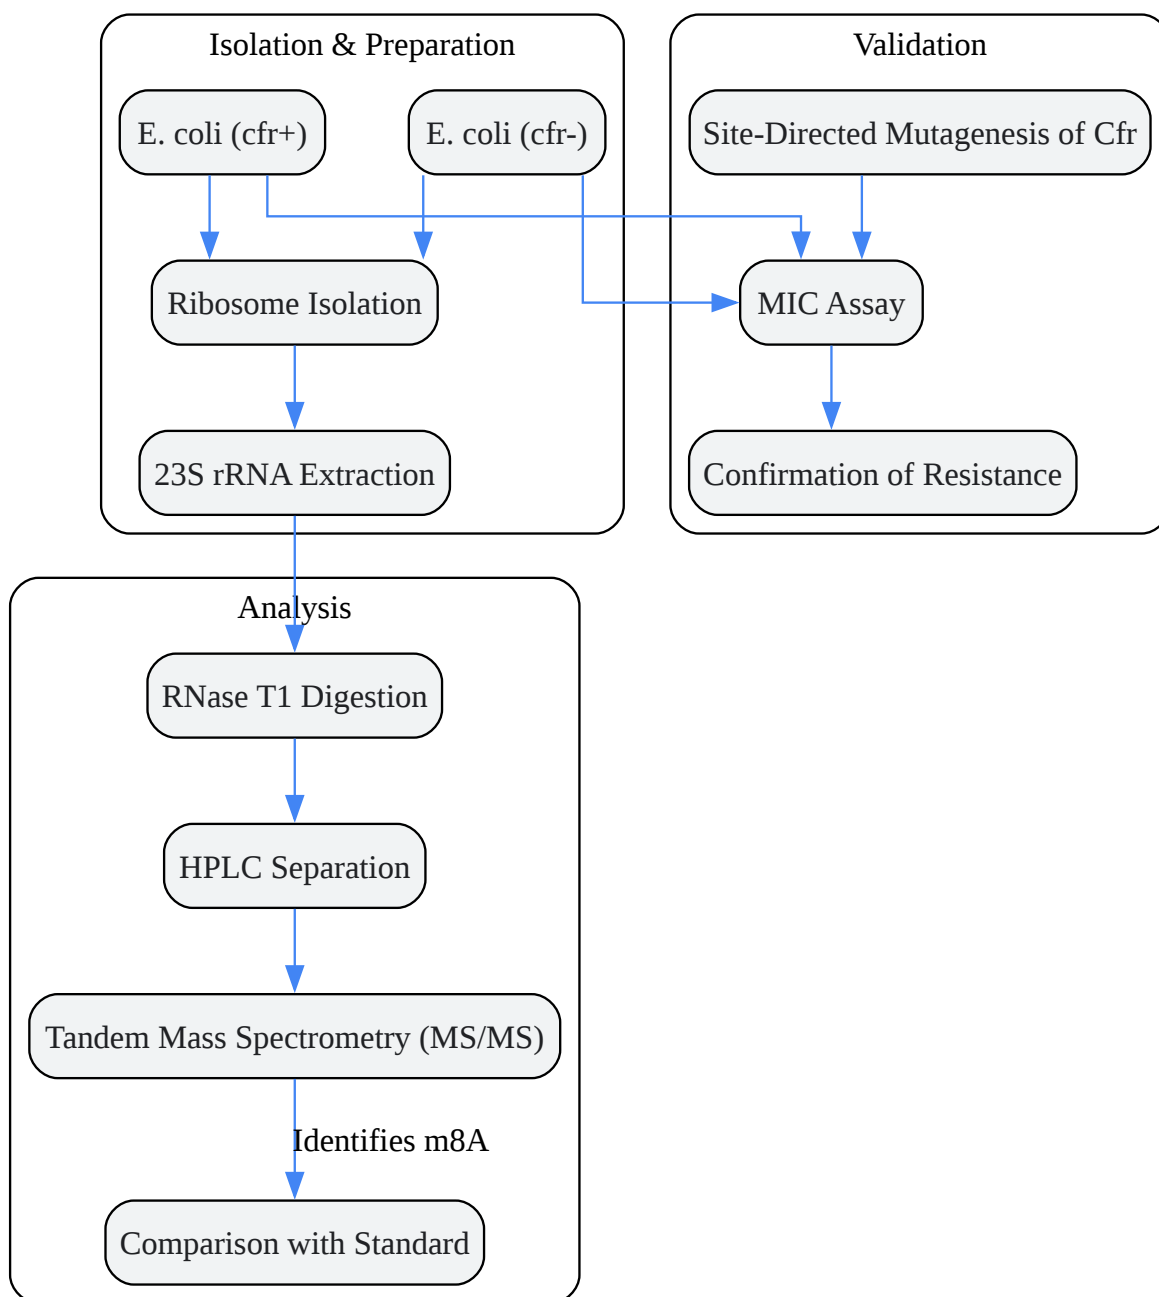 Isolation & Preparation
E. coli (cfr+)
E. coli (cfr-)
Ribosome Isolation
23S rRNA Extraction
Validation
Site-Directed Mutagenesis of Cfr
MIC Assay
Confirmation of Resistance
Analysis
RNase T1 Digestion
HPLC Separation
Tandem Mass Spectrometry (MS/MS)
Identifies m8A
Comparison with Standard